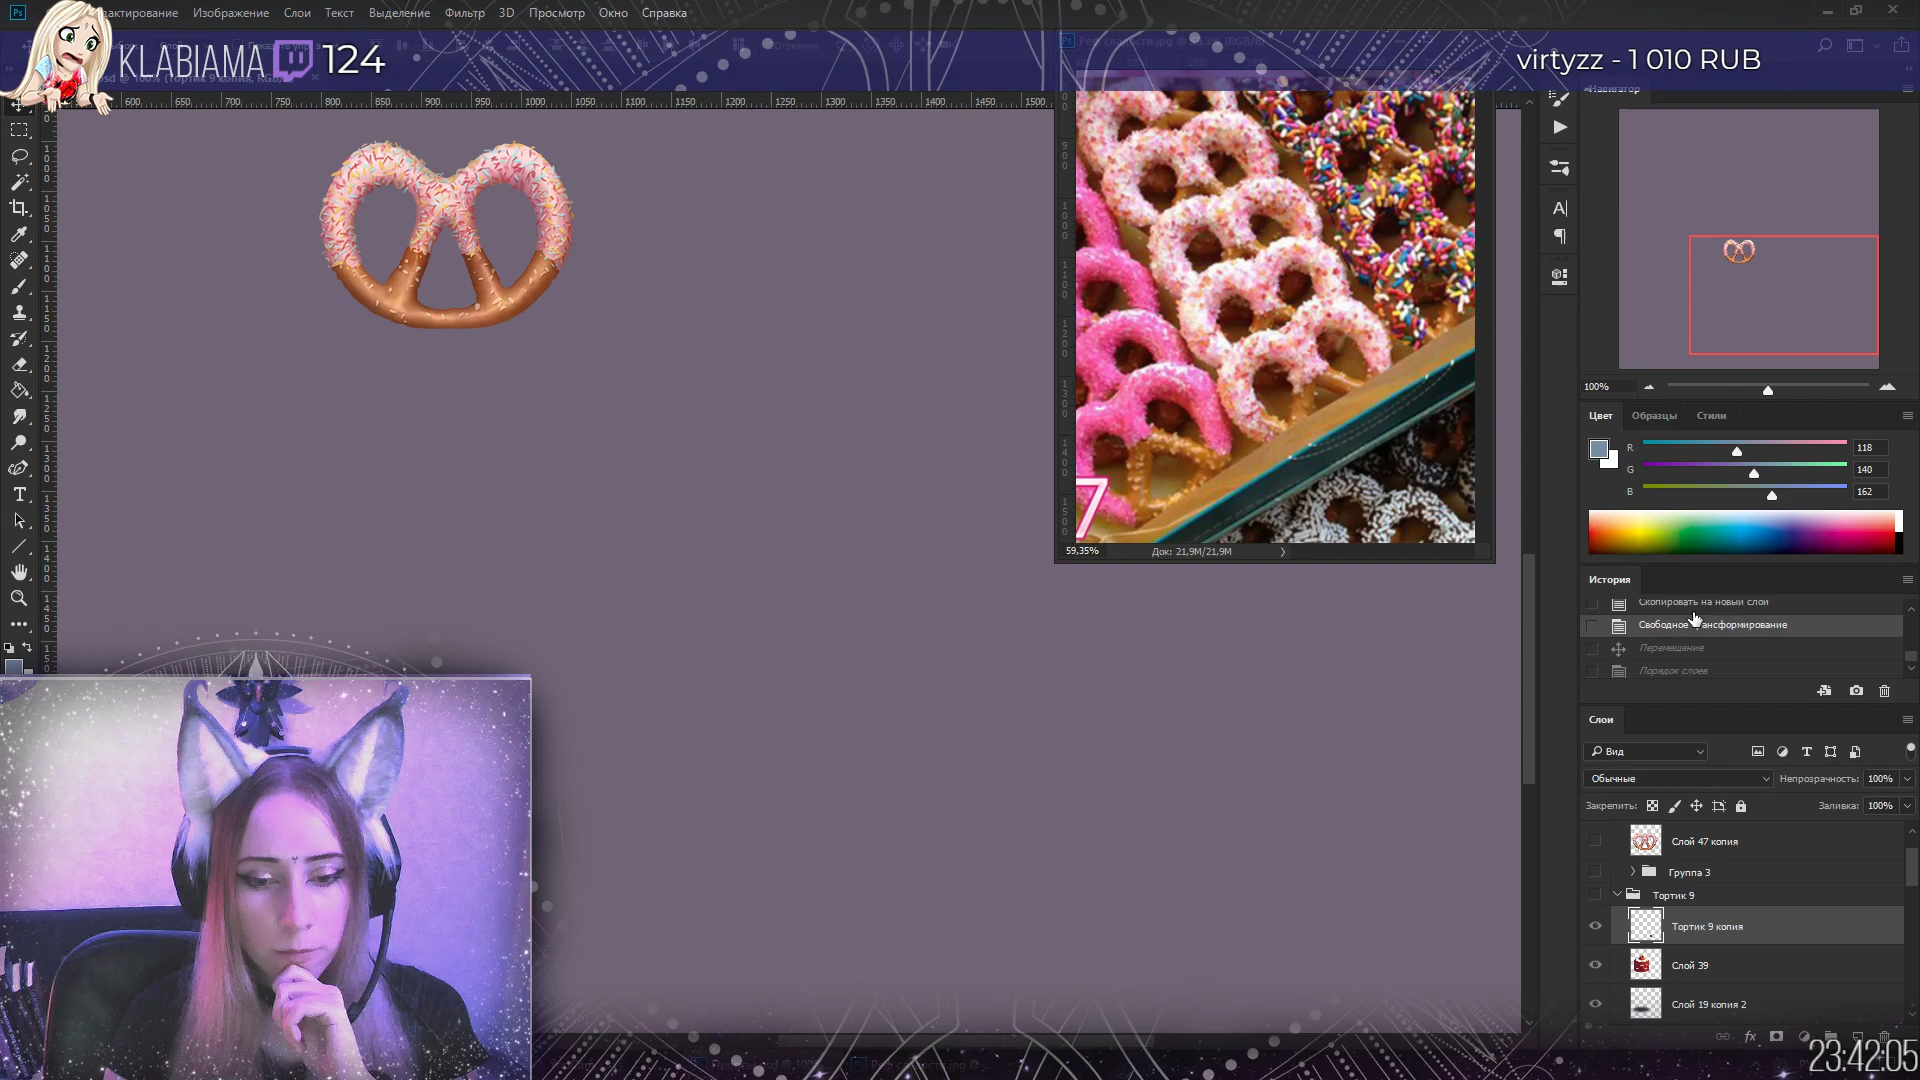 Ps
дактирование Изображение Слои Текст Выделение Фильтр 3D Просмотр Окно Справка
KLABIAMA 124
virtyzz - 1 010 RUB
600 650 700 750 800 850 900 950 1000 1050 1100 1150 1200 1250 1300 1350 1400 1450 1500
Навигатор
7
59,35% Док: 21,9M/21,9M
100%
Цвет Образцы Стили
R 118
G 140
B 162
История
Скопировать на новый слой
Свободное трансформирование
Перемещение
Порядок слоев
Слои
Вид
Обычные Непрозрачность: 100%
Закрепить: Заливка: 100%
Слой 47 копия
Группа 3
Тортик 9
Тортик 9 копия
Слой 39
Слой 19 копия 2
fx
23:42:05